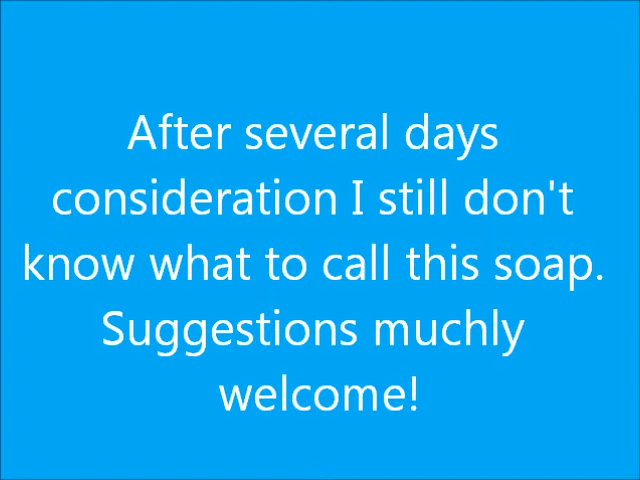 After several days
consideration I still don't
know what to call this soap.
Suggestions muchly
welcome!